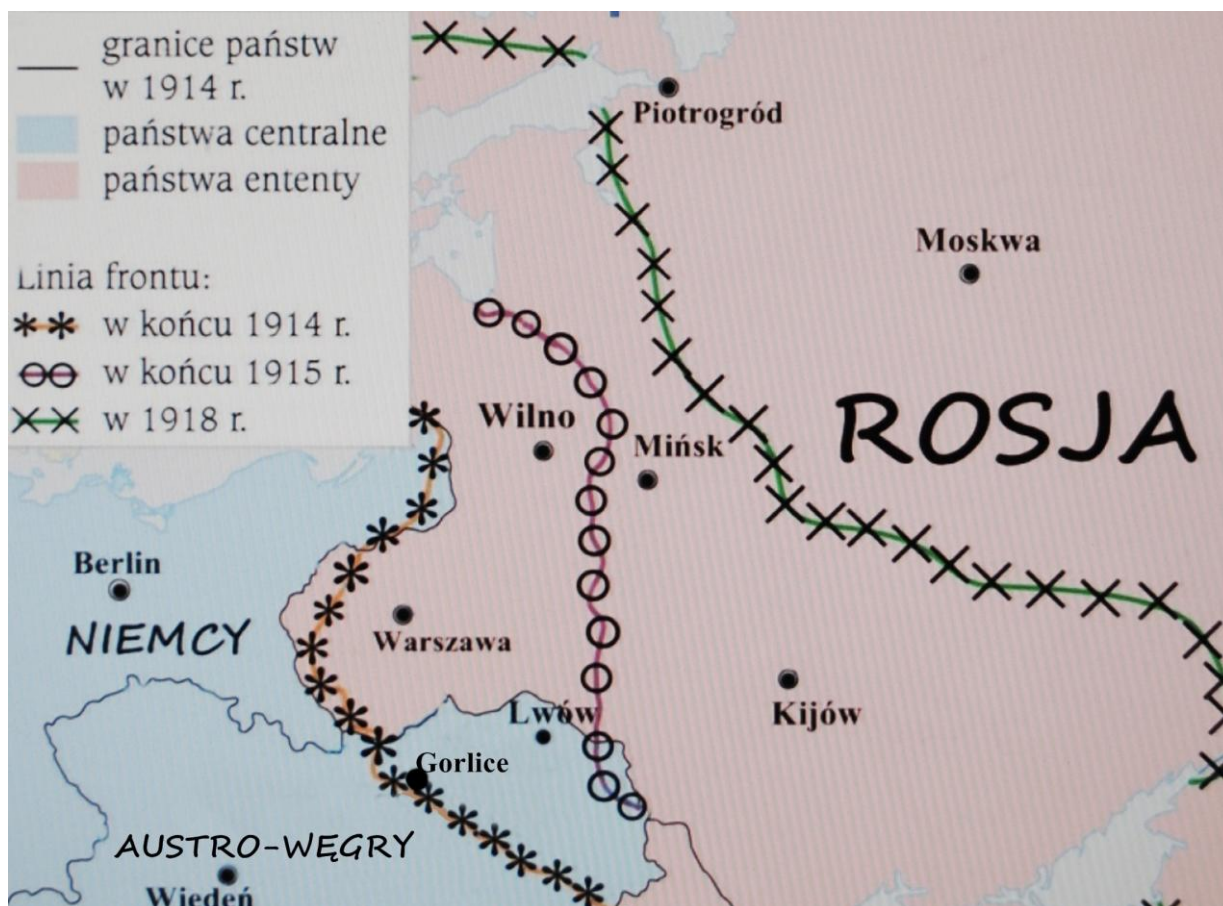 granice państw
w 1914 r.
państwa centralne
państwa ententy
Linia frontu:
w końcu 1914 r.
w końcu 1915 r.
w 1918 r.
Piotrogród
Moskwa
ROSJA
Wilno
Mińsk
Berlin
NIEMCY
Warszawa
Lwów
Kijów
Gorlice
AUSTRO-WĘGRY
Wiedeń